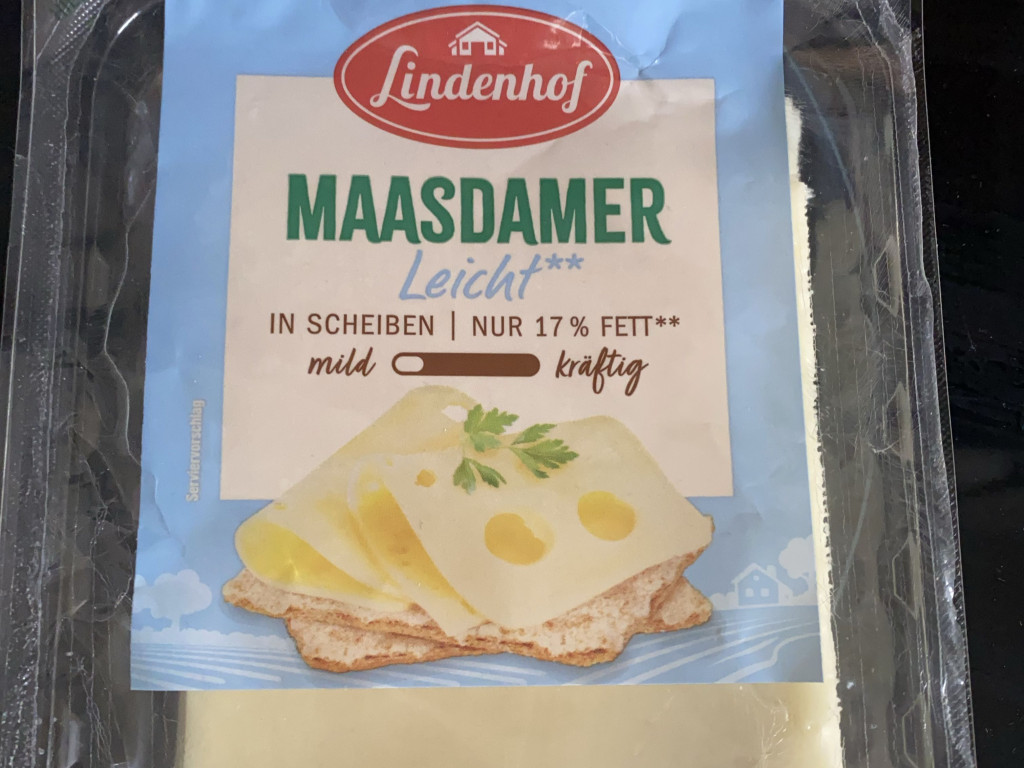 Lindenhof
MAASDAMER
Leicht**
IN SCHEIBEN | NUR 17 % FETT**
mild kräftig
Serviervorschlag